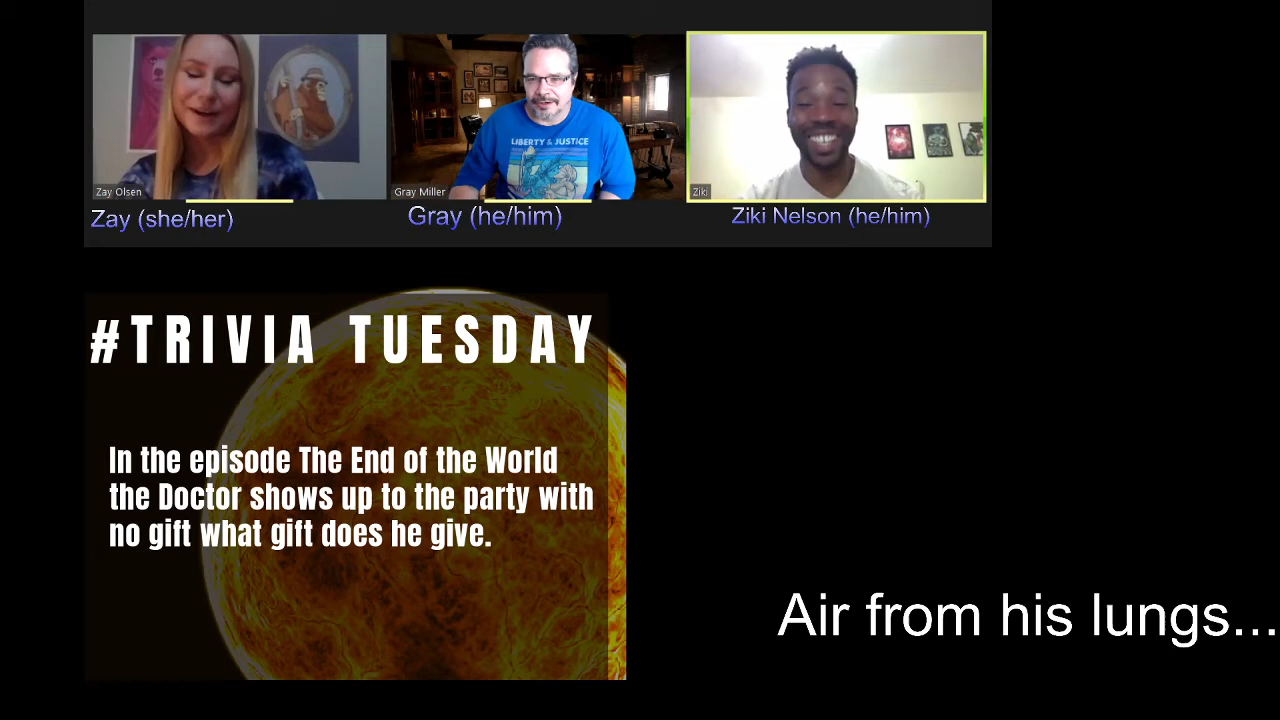 LIBERTY & JUSTICE
Zay Olsen
Gray Miller
Ziki
Zay (she/her)
Gray (he/him)
Ziki Nelson (he/him)
#TRIVIA TUESDAY
In the episode The End of the World
the Doctor shows up to the party with
no gift what gift does he give.
Air from his lungs...